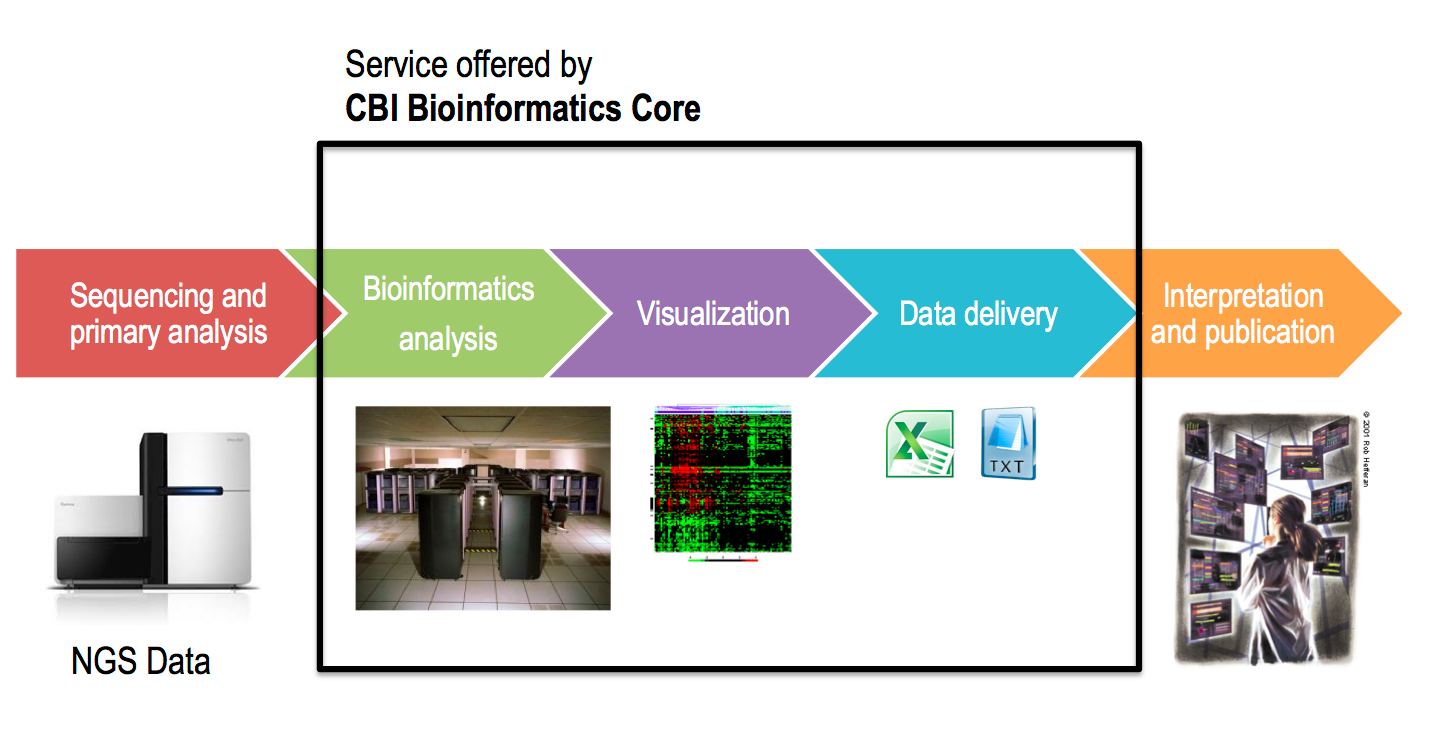 Service offered by
CBI Bioinformatics Core
Sequencing and
primary analysis
Bioinformatics
analysis
Visualization
Data delivery
Interpretation
and publication
TXT
© 2001 Rob Hefferan
NGS Data